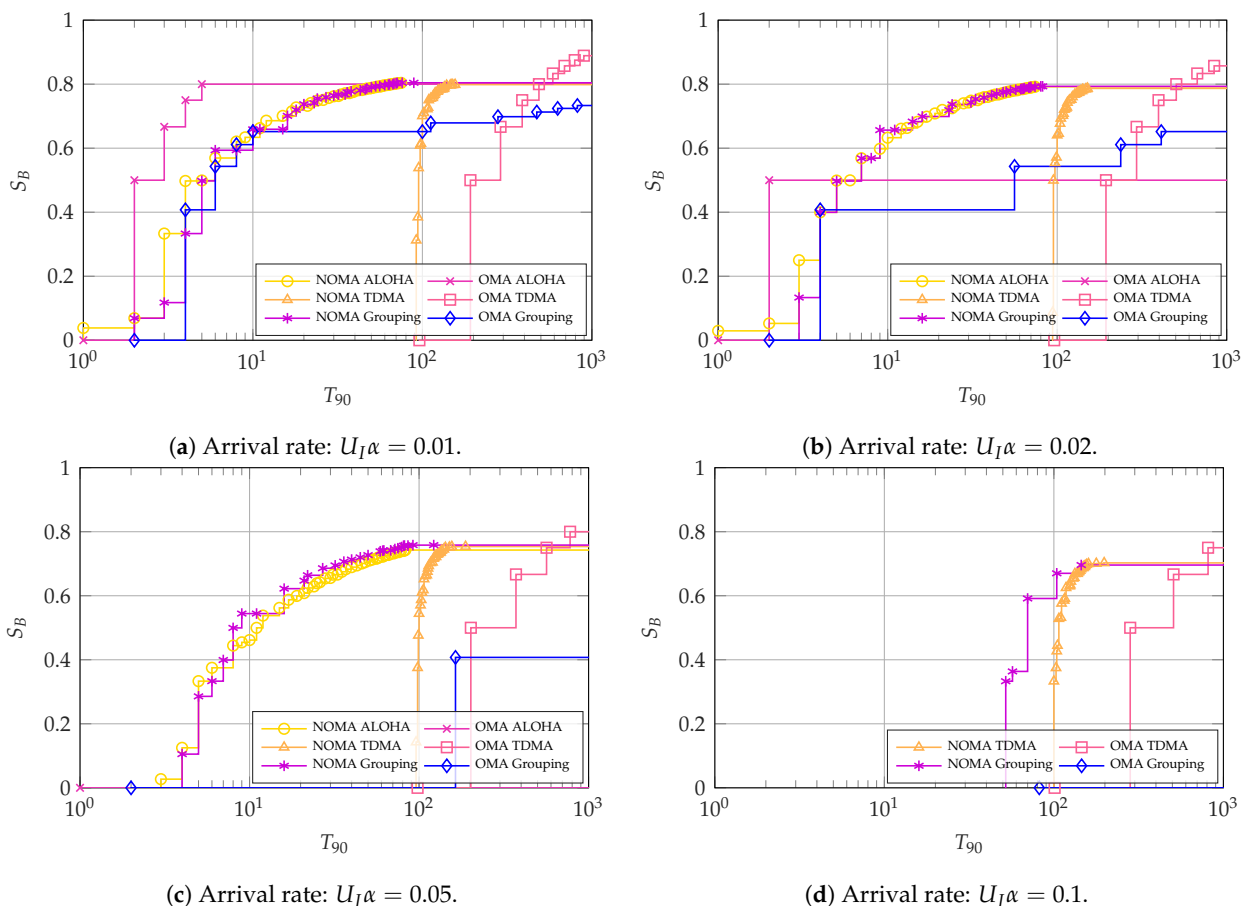 1
0.8
0.6
0.4
0.2
0
S_B
10^0
10^1
10^2
10^3
T_90
NOMA ALOHA
OMA ALOHA
NOMA TDMA
OMA TDMA
NOMA Grouping
OMA Grouping
(a) Arrival rate: U_I α = 0.01.
1
0.8
0.6
0.4
0.2
0
S_B
10^0
10^1
10^2
10^3
T_90
NOMA ALOHA
OMA ALOHA
NOMA TDMA
OMA TDMA
NOMA Grouping
OMA Grouping
(b) Arrival rate: U_I α = 0.02.
1
0.8
0.6
0.4
0.2
0
S_B
10^0
10^1
10^2
10^3
T_90
NOMA ALOHA
OMA ALOHA
NOMA TDMA
OMA TDMA
NOMA Grouping
OMA Grouping
(c) Arrival rate: U_I α = 0.05.
1
0.8
0.6
0.4
0.2
0
S_B
10^0
10^1
10^2
10^3
T_90
NOMA TDMA
OMA TDMA
NOMA Grouping
OMA Grouping
(d) Arrival rate: U_I α = 0.1.